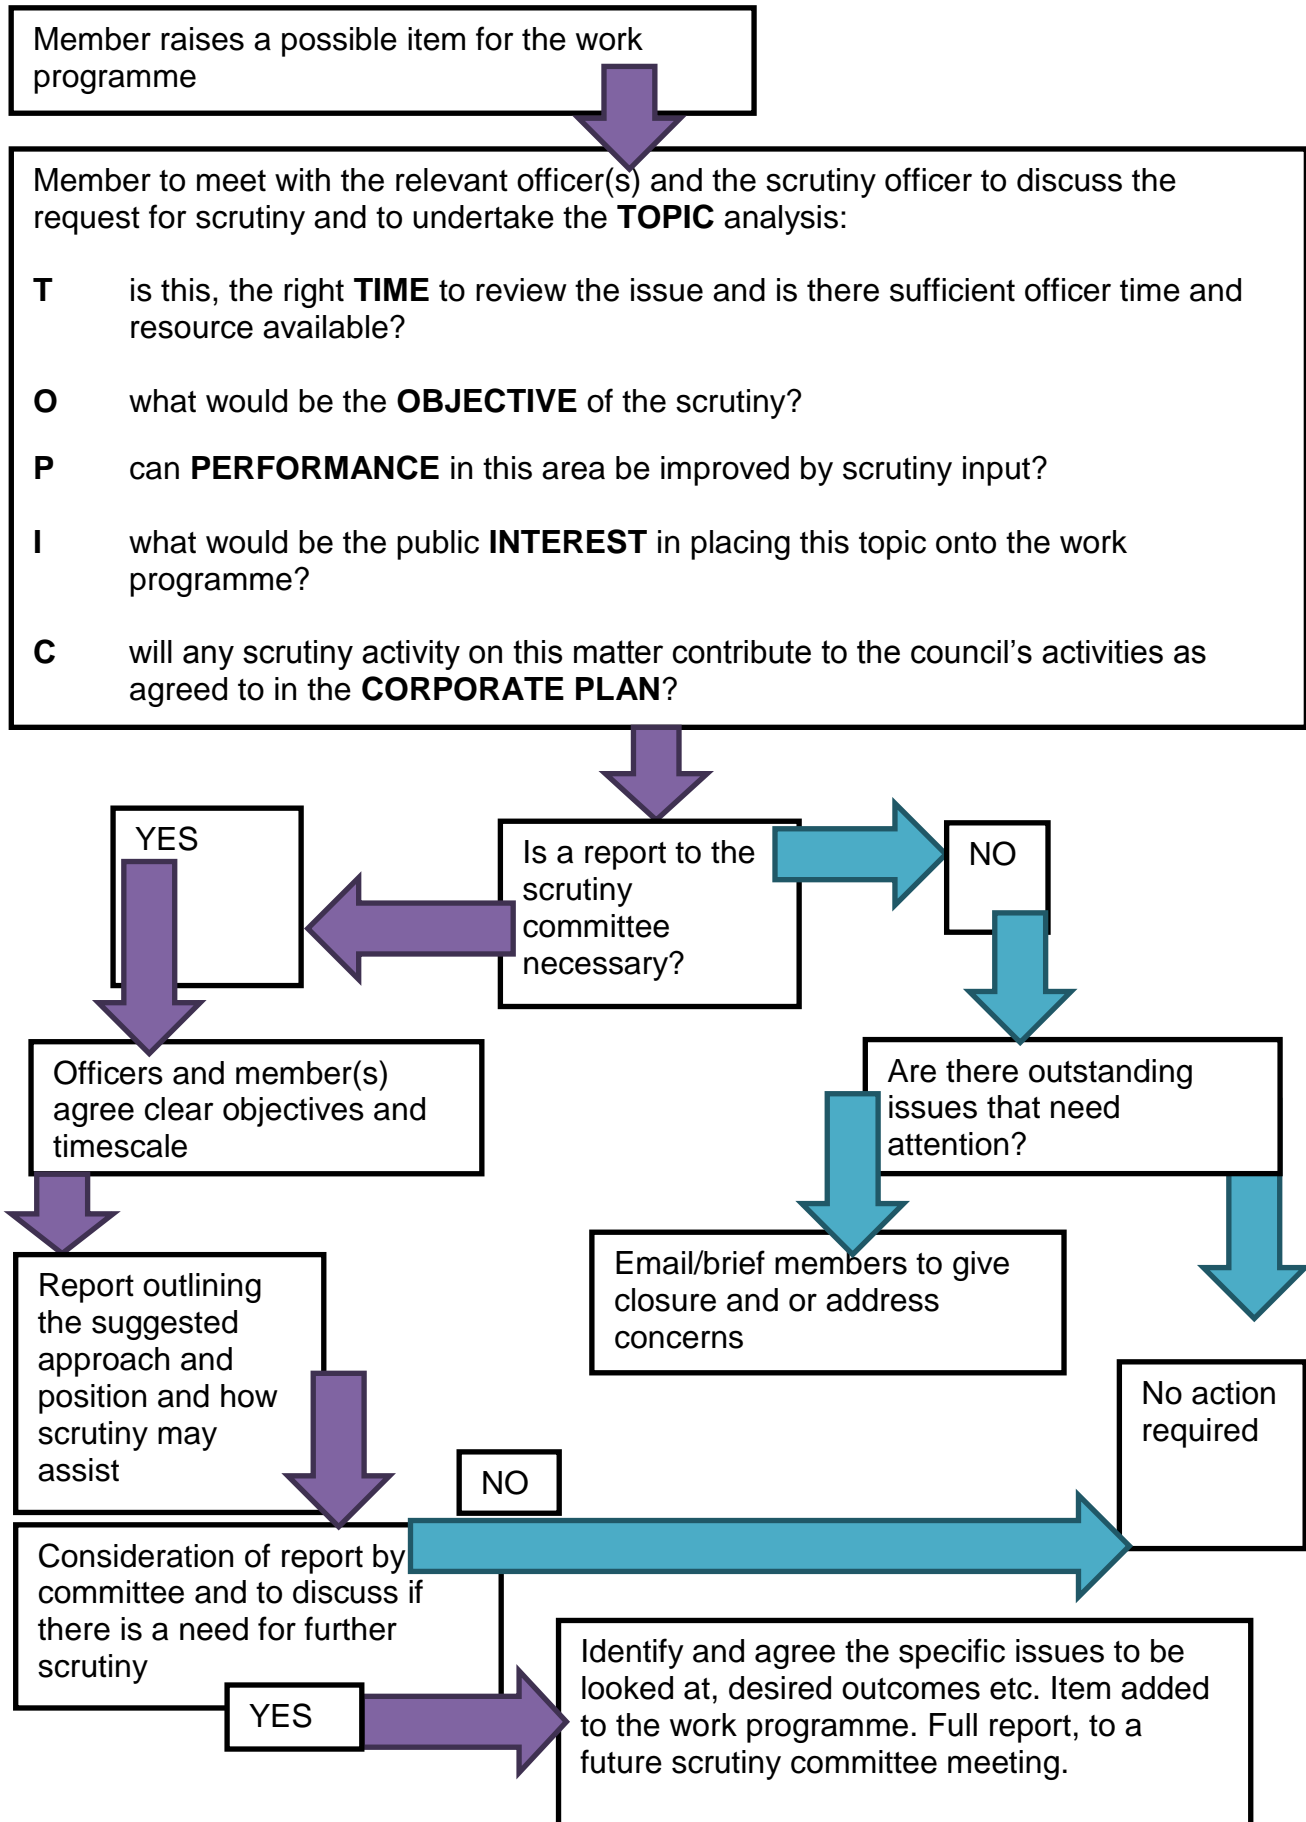 Member raises a possible item for the work
programme
Member to meet with the relevant officer(s) and the scrutiny officer to discuss the
request for scrutiny and to undertake the TOPIC analysis:
T is this, the right TIME to review the issue and is there sufficient officer time and
resource available?
O what would be the OBJECTIVE of the scrutiny?
P can PERFORMANCE in this area be improved by scrutiny input?
I what would be the public INTEREST in placing this topic onto the work
programme?
C will any scrutiny activity on this matter contribute to the council's activities as
agreed to in the CORPORATE PLAN?
YES
Is a report to the
scrutiny
committee
necessary?
NO
Officers and member(s)
agree clear objectives and
timescale
Are there outstanding
issues that need
attention?
Report outlining
the suggested
approach and
position and how
scrutiny may
assist
Email/brief members to give
closure and or address
concerns
No action
required
NO
Consideration of report by
committee and to discuss if
there is a need for further
scrutiny
YES
Identify and agree the specific issues to be
looked at, desired outcomes etc. Item added
to the work programme. Full report, to a
future scrutiny committee meeting.